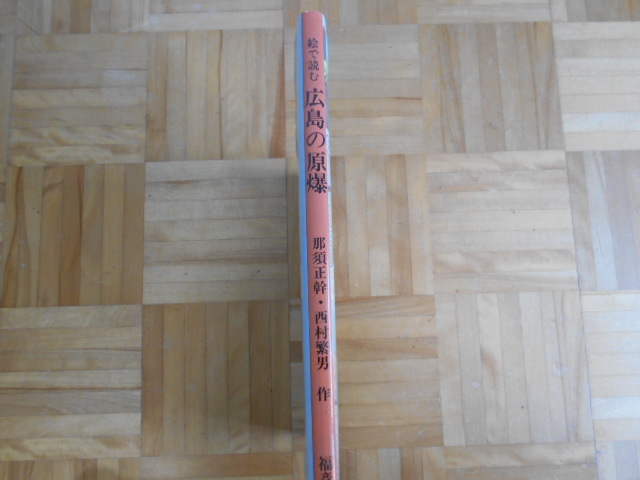 絵で読む 広島の原爆 那須正幹・西村繁男 作 福音